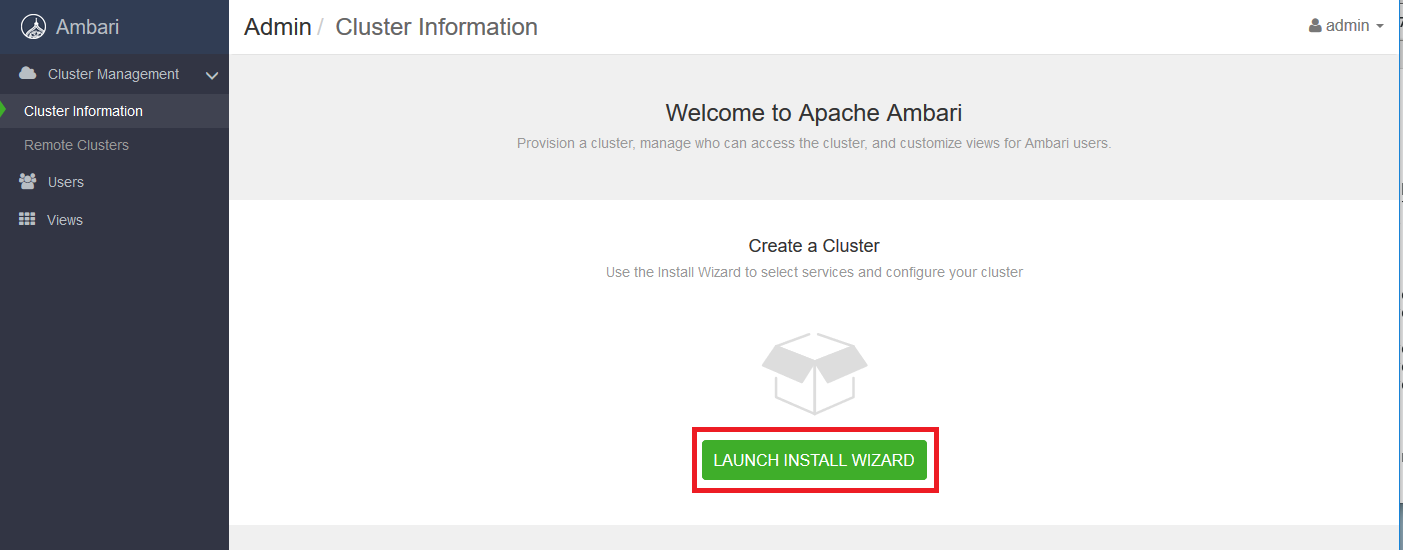 Ambari
Admin / Cluster Information
admin
Cluster Management
Cluster Information
Remote Clusters
Users
Views
Welcome to Apache Ambari
Provision a cluster, manage who can access the cluster, and customize views for Ambari users.
Create a Cluster
Use the Install Wizard to select services and configure your cluster
LAUNCH INSTALL WIZARD